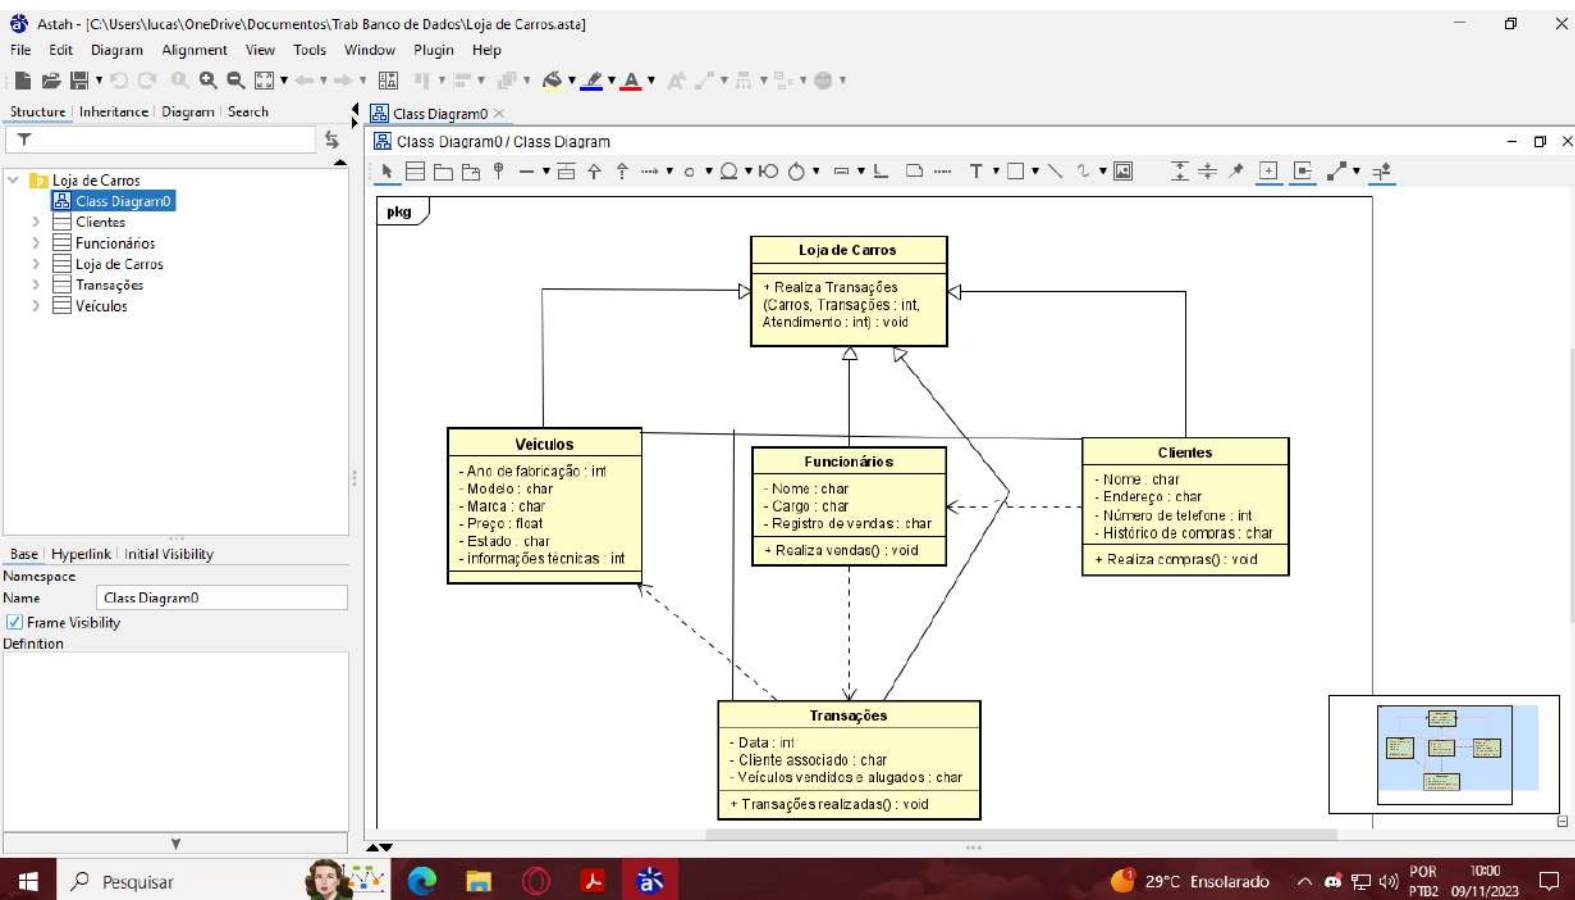 Astah - [C:\Users\lucas\OneDrive\Documentos\Trab Banco de Dados\Loja de Carros.asta]
File Edit Diagram Alignment View Tools Window Plugin Help
Structure Inheritance Diagram Search
Class Diagram0
Class Diagram0 / Class Diagram
Loja de Carros
Class Diagram0
Clientes
Funcionários
Loja de Carros
Transações
Veículos
Base Hyperlink Initial Visibility
Namespace
Name Class Diagram0
Frame Visibility
Definition
pkg
Loja de Carros
+ Realiza Transações
(Carros, Transações : int,
Atendimento : int) : void
Veículos
- Ano de fabricação : int
- Modelo : char
- Marca : char
- Preço : float
- Estado : char
- informações técnicas : int
Funcionários
- Nome : char
- Cargo : char
- Registro de vendas : char
+ Realiza vendas() : void
Clientes
- Nome : char
- Endereço : char
- Número de telefone : int
- Histórico de compras : char
+ Realiza compras() : void
Transações
- Data : int
- Cliente associado : char
- Veículos vendidos e alugados : char
+ Transações realizadas() : void
Pesquisar
1
29°C Ensolarado
POR
PTB2
10:00
09/11/2023